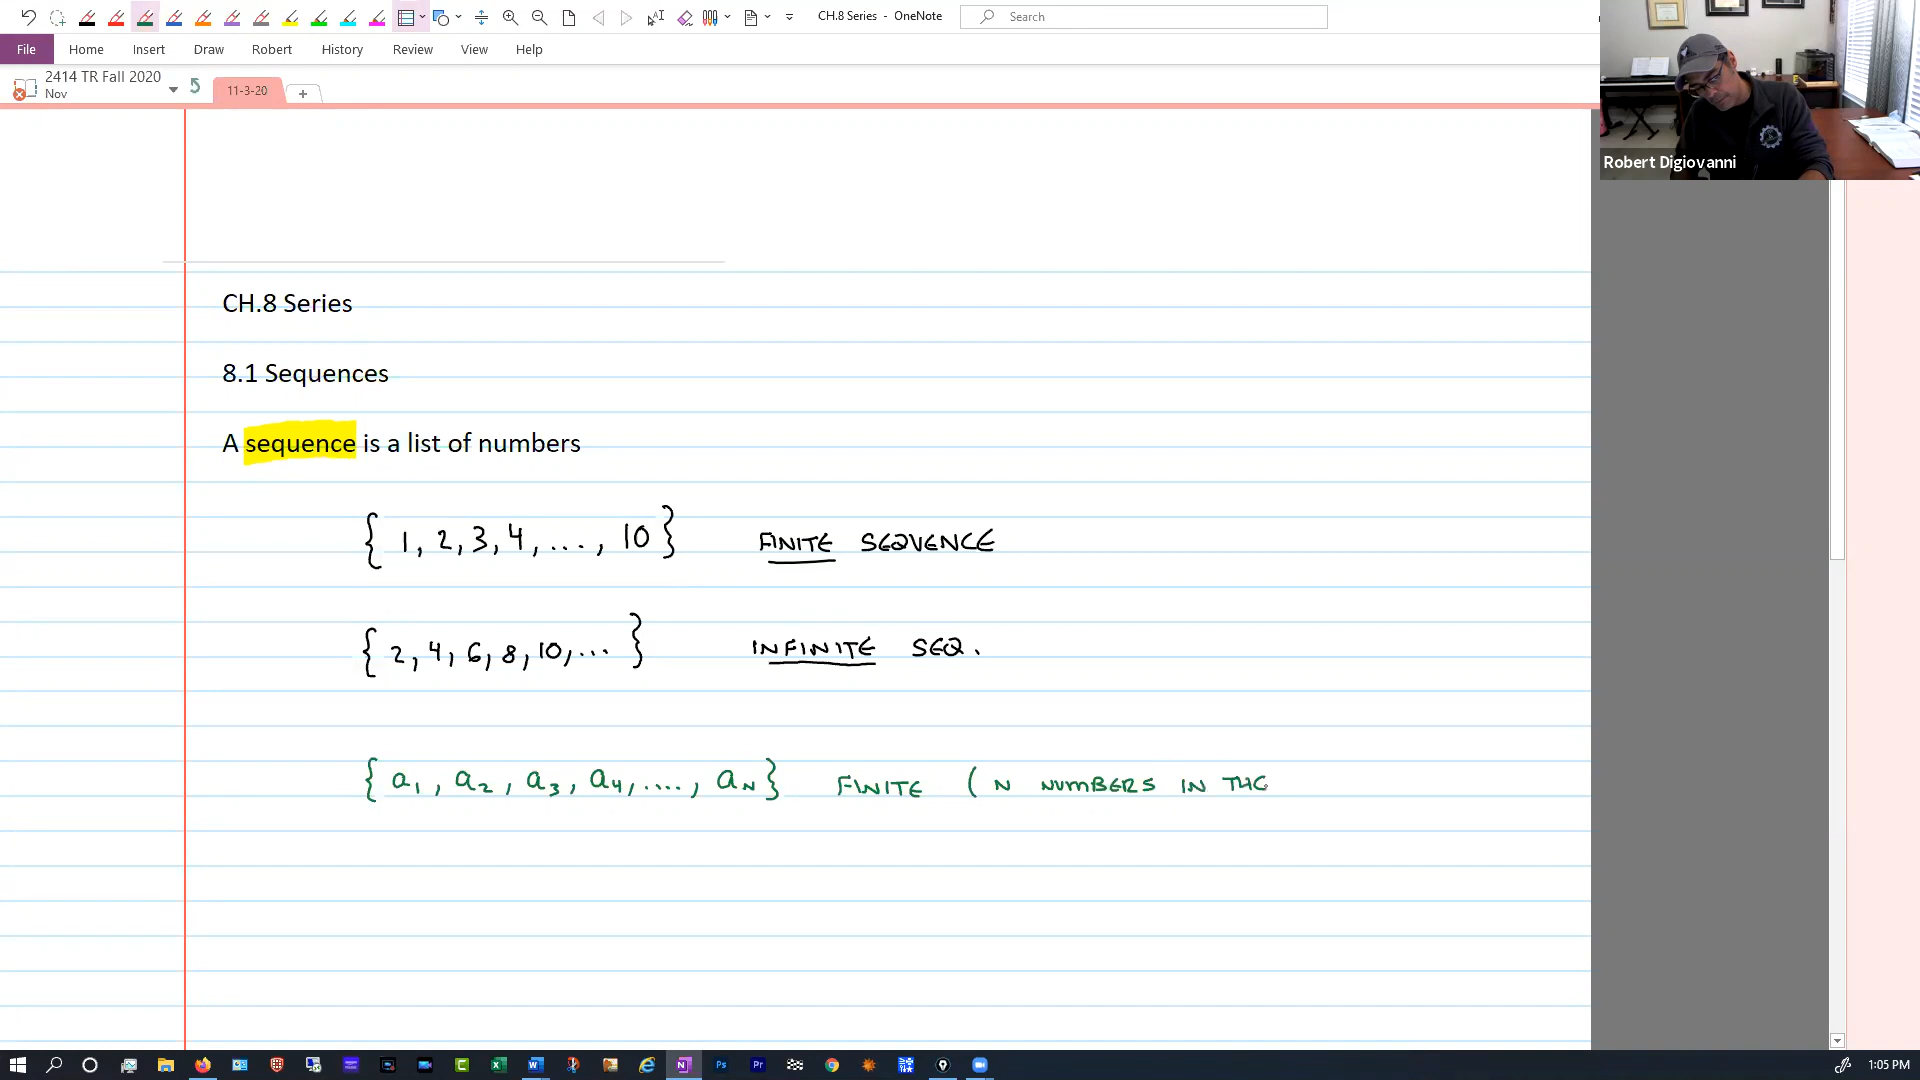 CH.8 Series - OneNote
Search
File Home Insert Draw Robert History Review View Help
2414 TR Fall 2020
Nov
11-3-20
Robert Digiovanni
CH.8 Series
8.1 Sequences
A sequence is a list of numbers
{ 1, 2, 3, 4, ..., 10 } FINITE SEQUENCE
{ 2, 4, 6, 8, 10, ... } INFINITE SEQ.
{ a₁, a₂, a₃, a₄, ...., a_N } FINITE ( N NUMBERS IN THE
1:05 PM